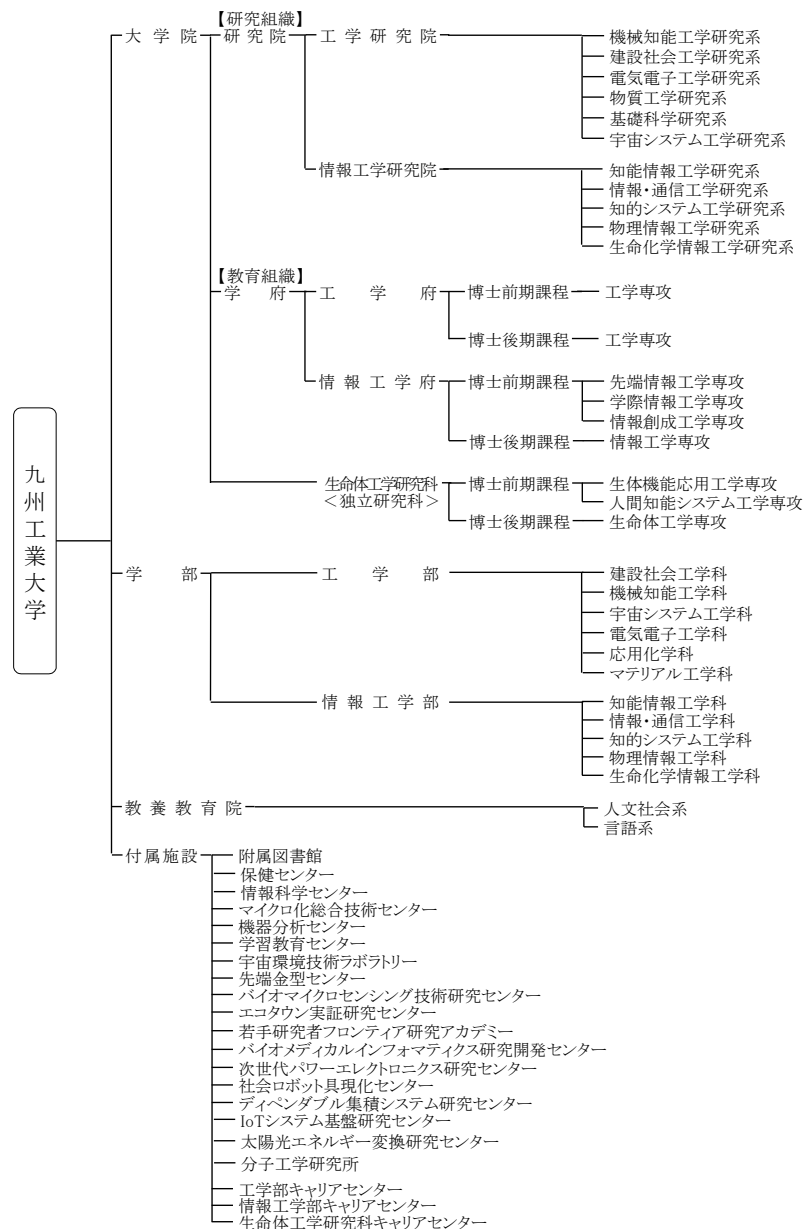 九州工業大学
【研究組織】
大学院 研究院 工学研究院 機械知能工学研究系
建設社会工学研究系
電気電子工学研究系
物質工学研究系
基礎科学研究系
宇宙システム工学研究系
情報工学研究院 知能情報工学研究系
情報・通信工学研究系
知的システム工学研究系
物理情報工学研究系
生命化学情報工学研究系
【教育組織】
学府 工学府 博士前期課程 工学専攻
博士後期課程 工学専攻
情報工学府 博士前期課程 先端情報工学専攻
学際情報工学専攻
情報創成工学専攻
博士後期課程 情報工学専攻
生命体工学研究科 博士前期課程 生体機能応用工学専攻
<独立研究科> 人間知能システム工学専攻
博士後期課程 生命体工学専攻
学部 工学部 建設社会工学科
機械知能工学科
宇宙システム工学科
電気電子工学科
応用化学科
マテリアル工学科
情報工学部 知能情報工学科
情報・通信工学科
知的システム工学科
物理情報工学科
生命化学情報工学科
教養教育院 人文社会系
言語系
付属施設 附属図書館
保健センター
情報科学センター
マイクロ化総合技術センター
機器分析センター
学習教育センター
宇宙環境技術ラボラトリー
先端金型センター
バイオマイクロセンシング技術研究センター
エコタウン実証研究センター
若手研究者フロンティア研究アカデミー
バイオメディカルインフォマティクス研究開発センター
次世代パワーエレクトロニクス研究センター
社会ロボット具現化センター
ディペンダブル集積システム研究センター
IoTシステム基盤研究センター
太陽光エネルギー変換研究センター
分子工学研究所
工学部キャリアセンター
情報工学部キャリアセンター
生命体工学研究科キャリアセンター